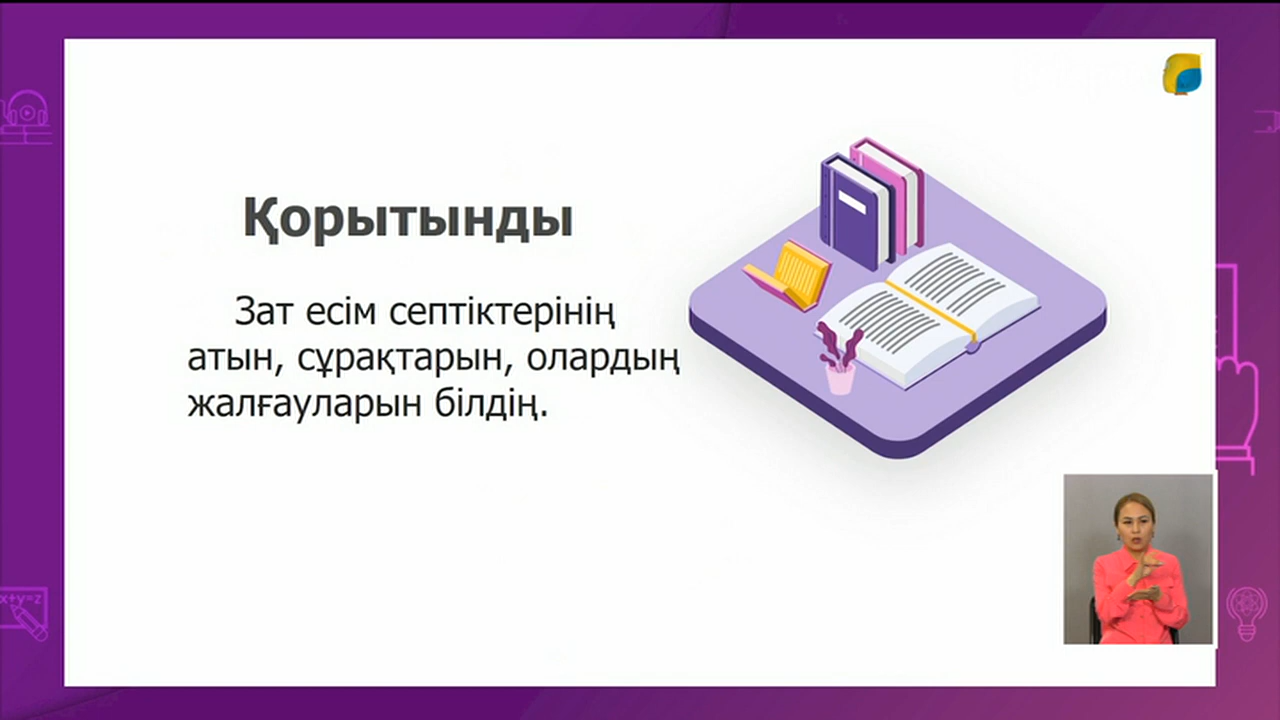 Қорытынды
Зат есім септіктерінің
атын, сұрақтарын, олардың
жалғауларын білдің.
x+y=z